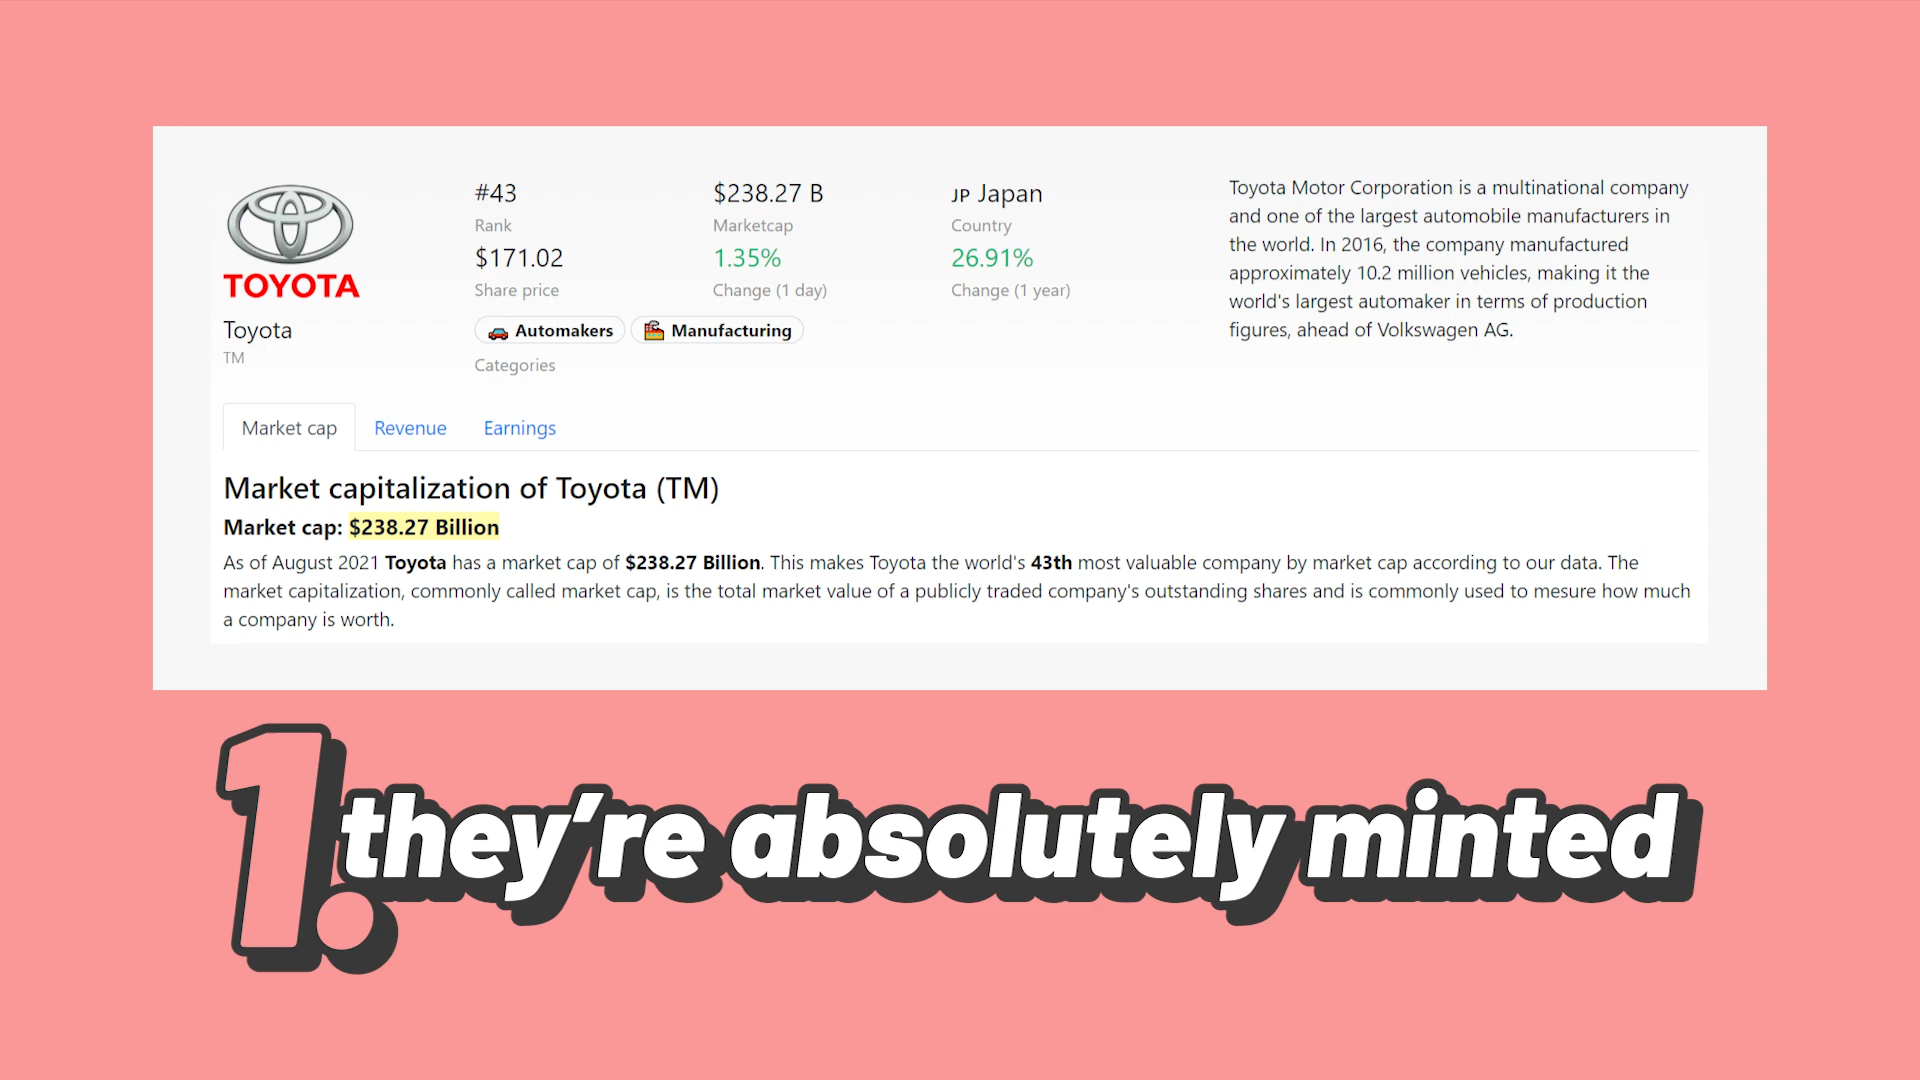 TOYOTA
Toyota
TM
#43
Rank
$238.27 B
Marketcap
JP Japan
Country
$171.02
Share price
1.35%
Change (1 day)
26.91%
Change (1 year)
Automakers
Manufacturing
Categories
Toyota Motor Corporation is a multinational company
and one of the largest automobile manufacturers in
the world. In 2016, the company manufactured
approximately 10.2 million vehicles, making it the
world's largest automaker in terms of production
figures, ahead of Volkswagen AG.
Market cap
Revenue
Earnings
Market capitalization of Toyota (TM)
Market cap: $238.27 Billion
As of August 2021 Toyota has a market cap of $238.27 Billion. This makes Toyota the world's 43th most valuable company by market cap according to our data. The
market capitalization, commonly called market cap, is the total market value of a publicly traded company's outstanding shares and is commonly used to mesure how much
a company is worth.
1. they're absolutely minted